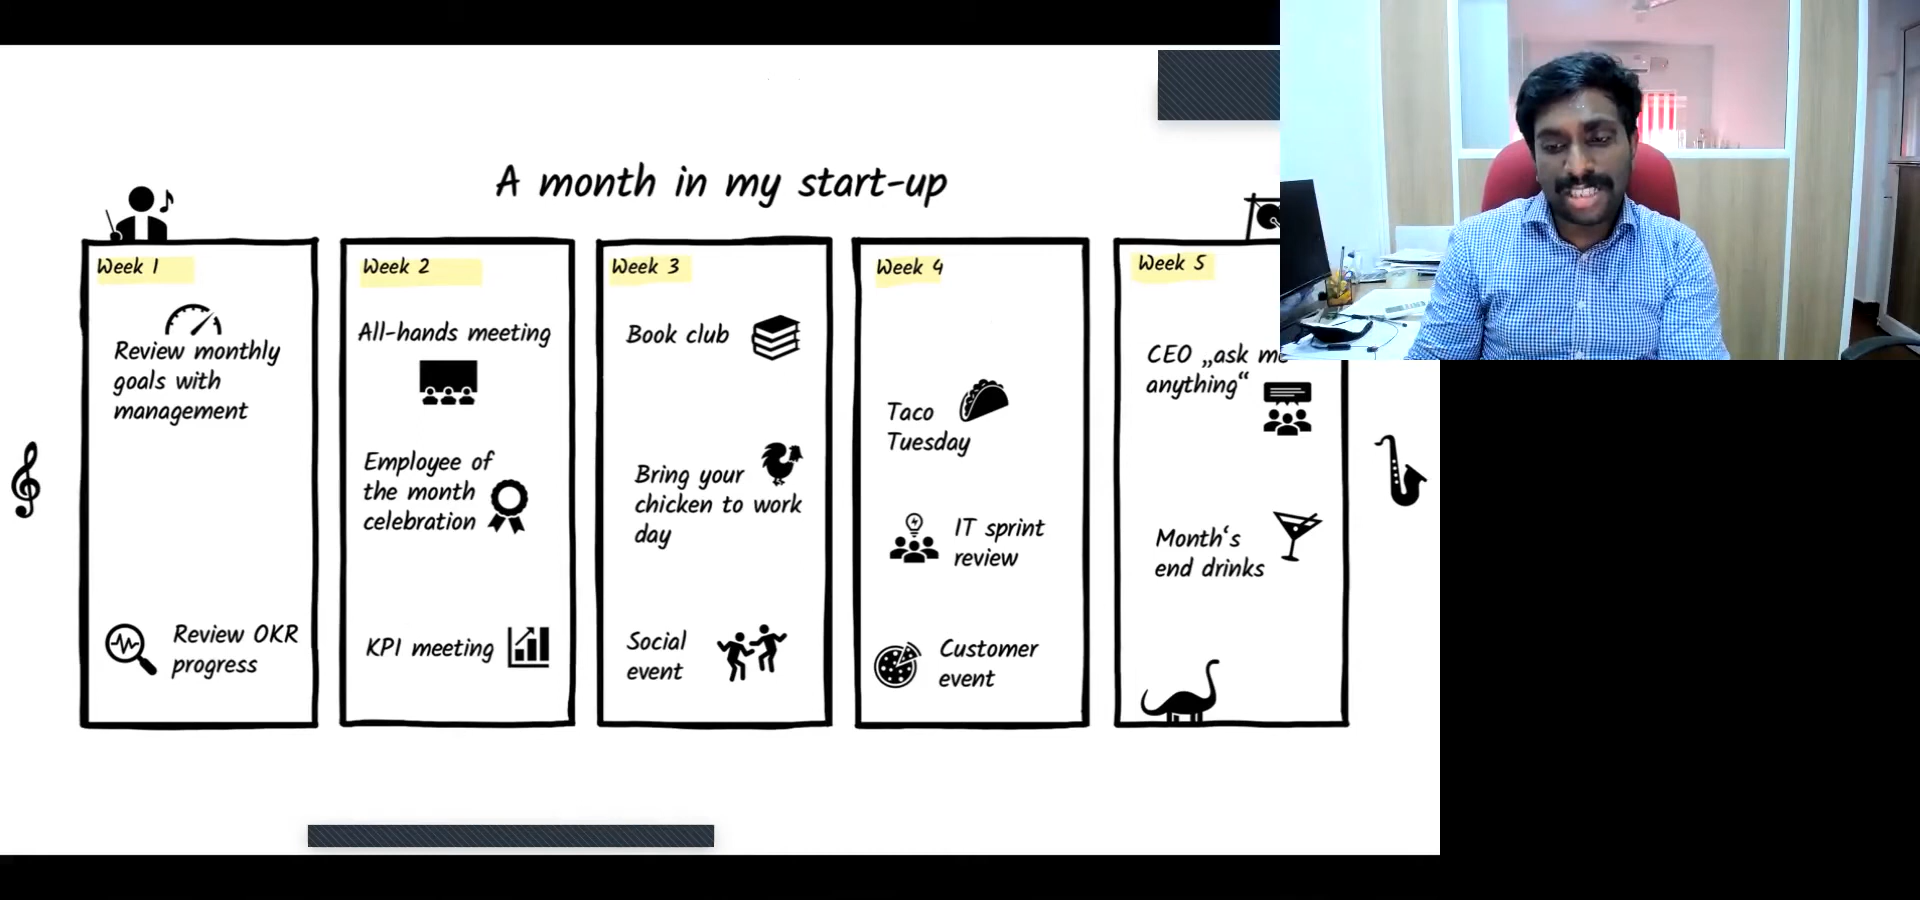 A month in my start-up
Week 1
Review monthly
goals with
management
Review OKR
progress
Week 2
All-hands meeting
Employee of
the month
celebration
KPI meeting
Week 3
Book club
Bring your
chicken to work
day
Social
event
Week 4
Taco
Tuesday
IT sprint
review
Customer
event
Week 5
CEO „ask me
anything“
Month‘s
end drinks